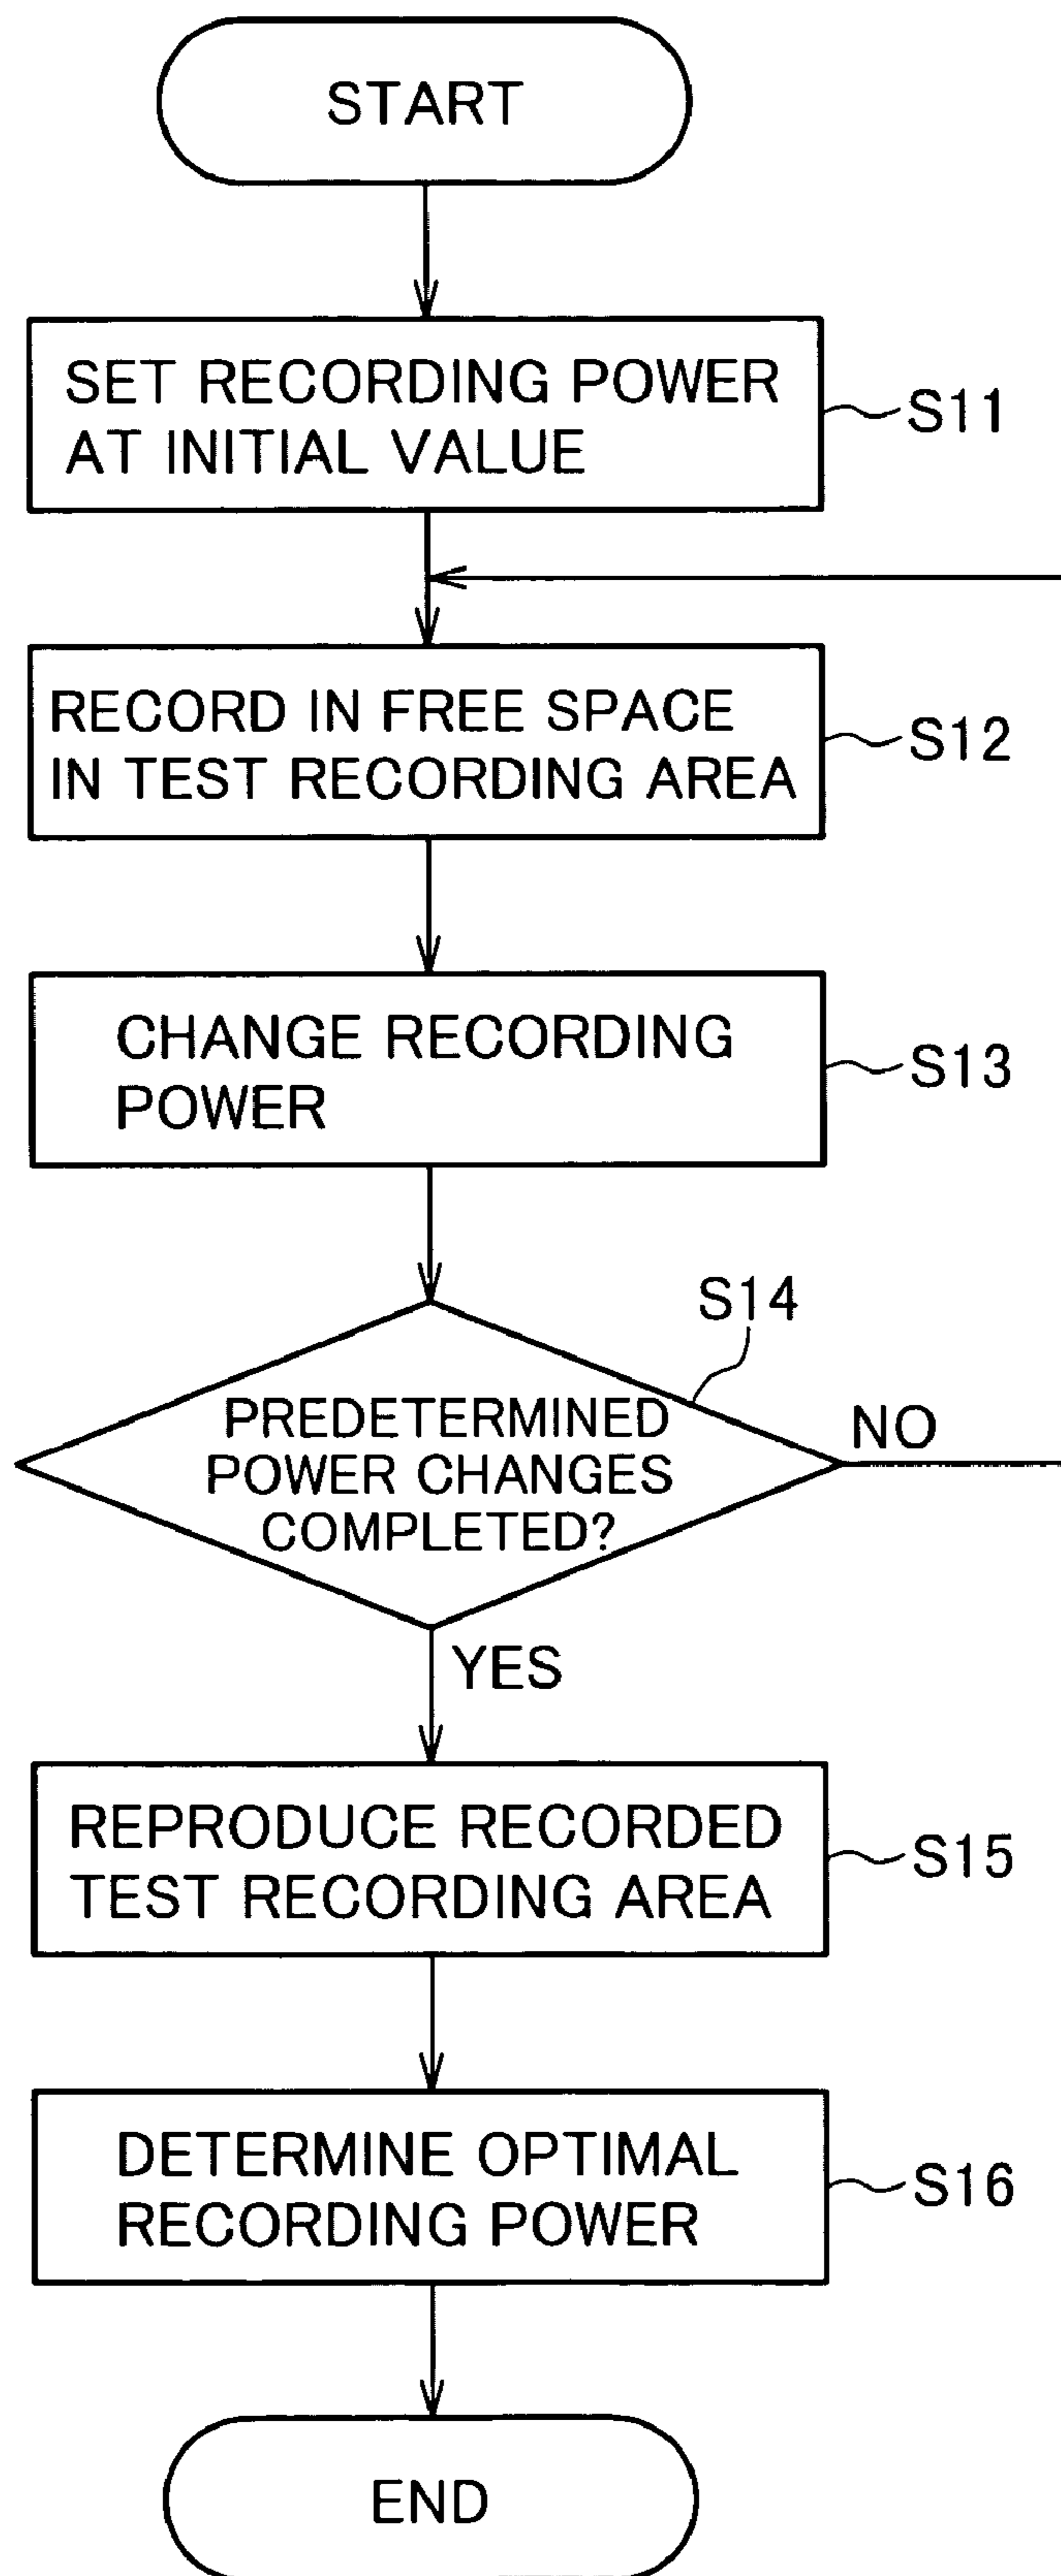 START
SET RECORDING POWER
AT INITIAL VALUE
S11
RECORD IN FREE SPACE
IN TEST RECORDING AREA
S12
CHANGE RECORDING
POWER
S13
S14
PREDETERMINED
POWER CHANGES
COMPLETED?
NO
YES
REPRODUCE RECORDED
TEST RECORDING AREA
S15
DETERMINE OPTIMAL
RECORDING POWER
S16
END